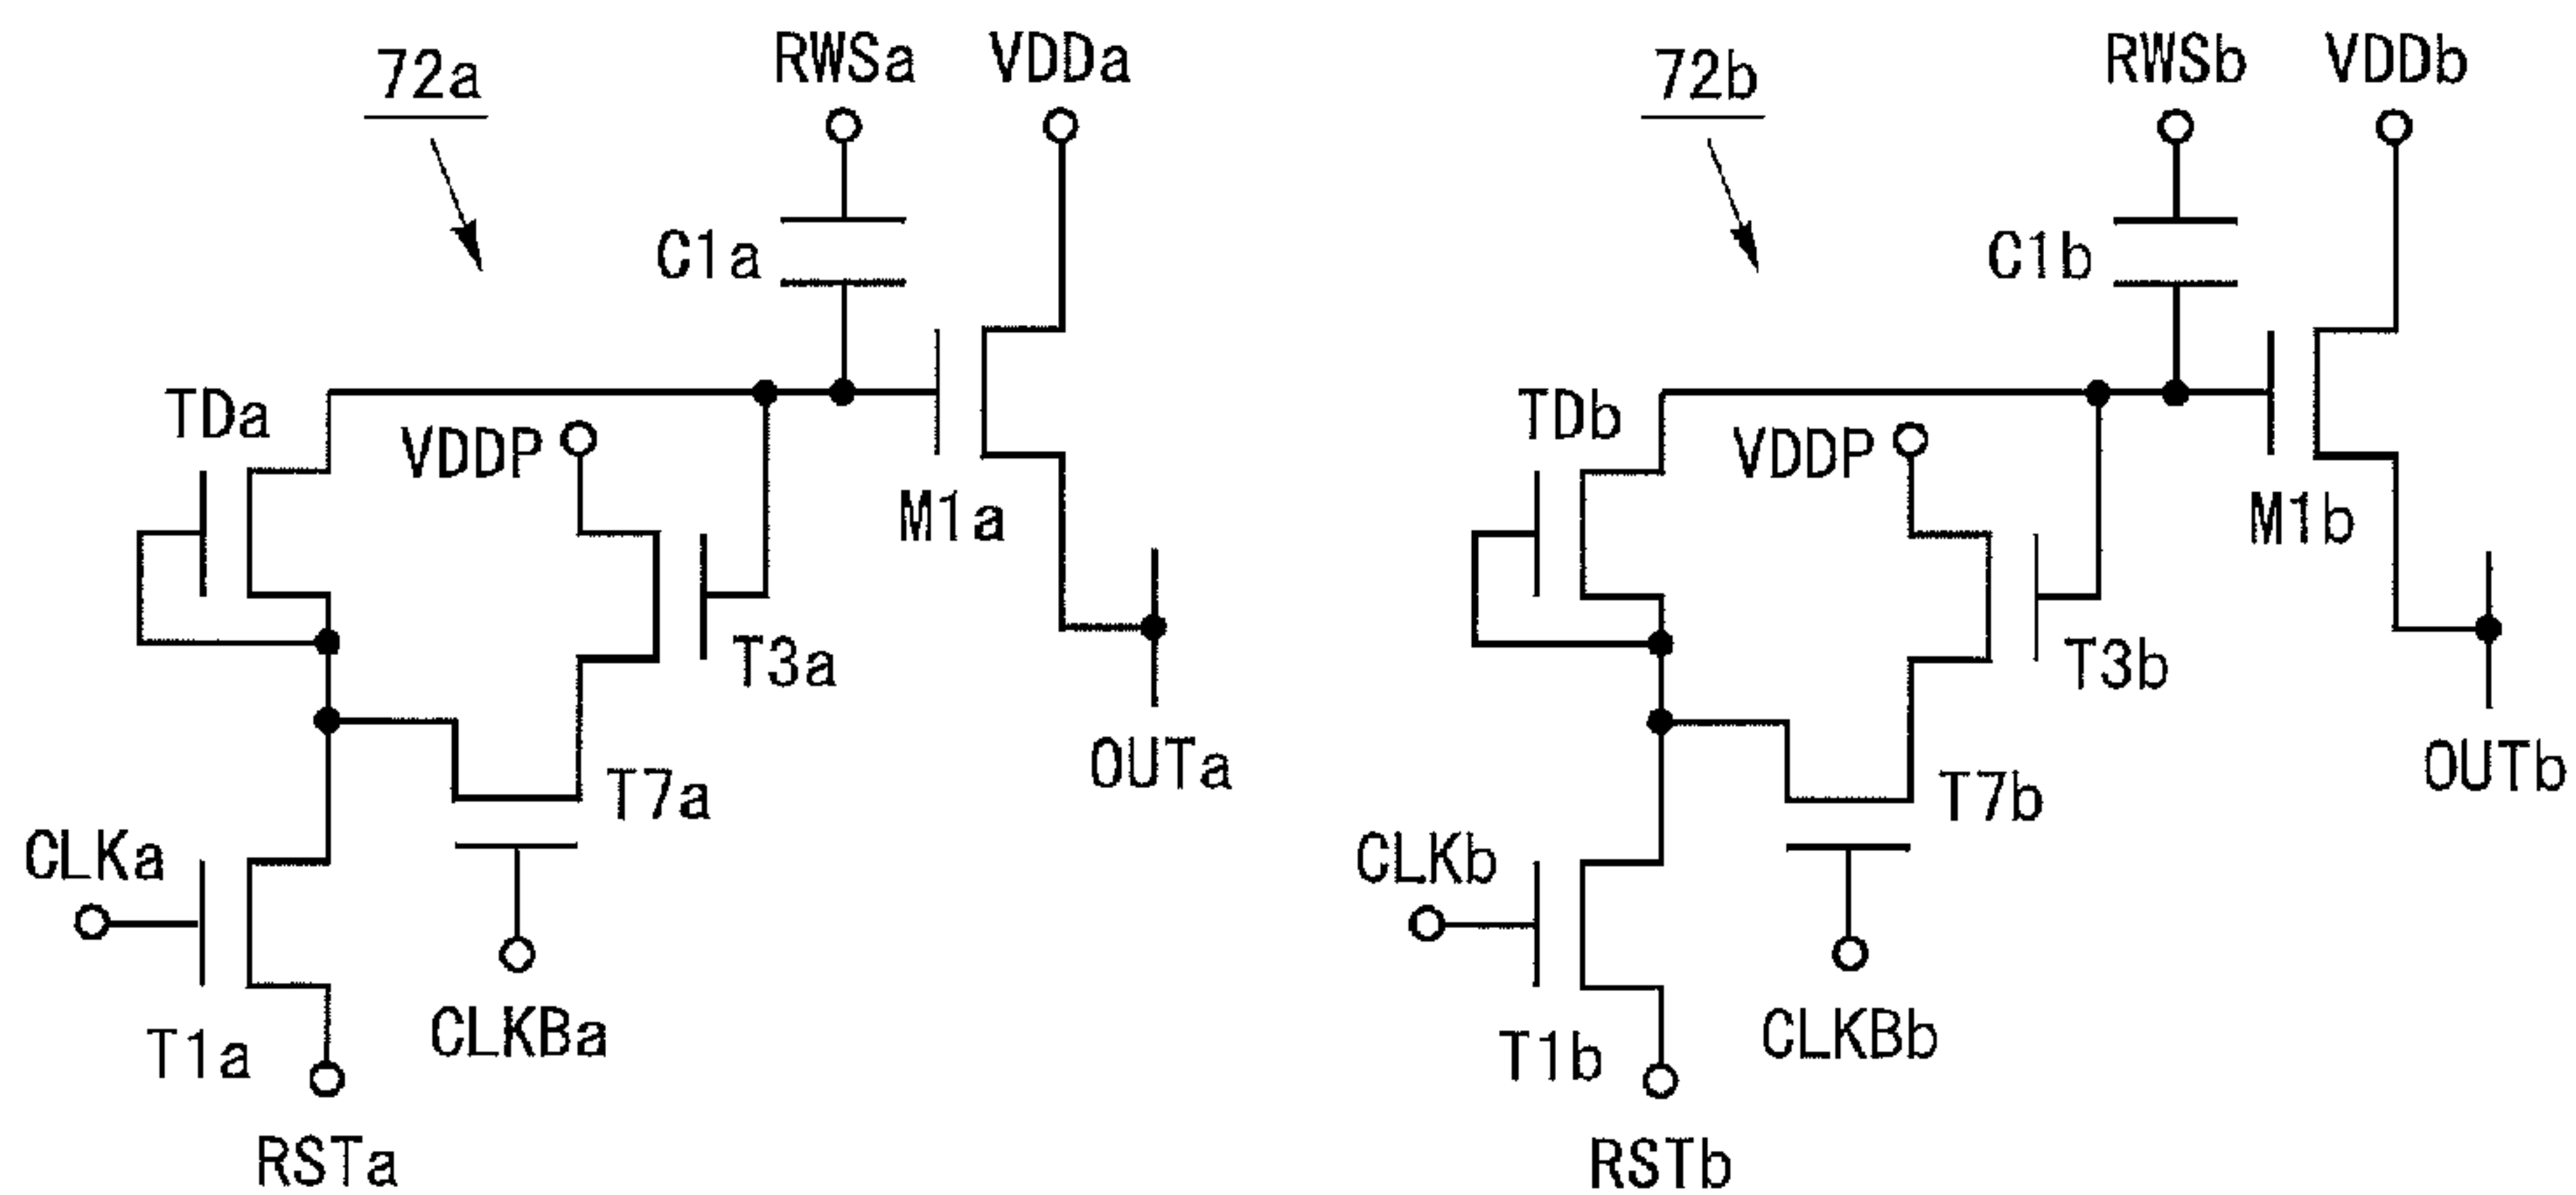 72a
RWSa
VDDa
C1a
TDa
VDDP
M1a
T3a
OUTa
T7a
CLKa
CLKBa
T1a
RSTa
72b
RWSb
VDDb
C1b
TDb
VDDP
M1b
T3b
OUTb
T7b
CLKb
CLKBb
T1b
RSTb